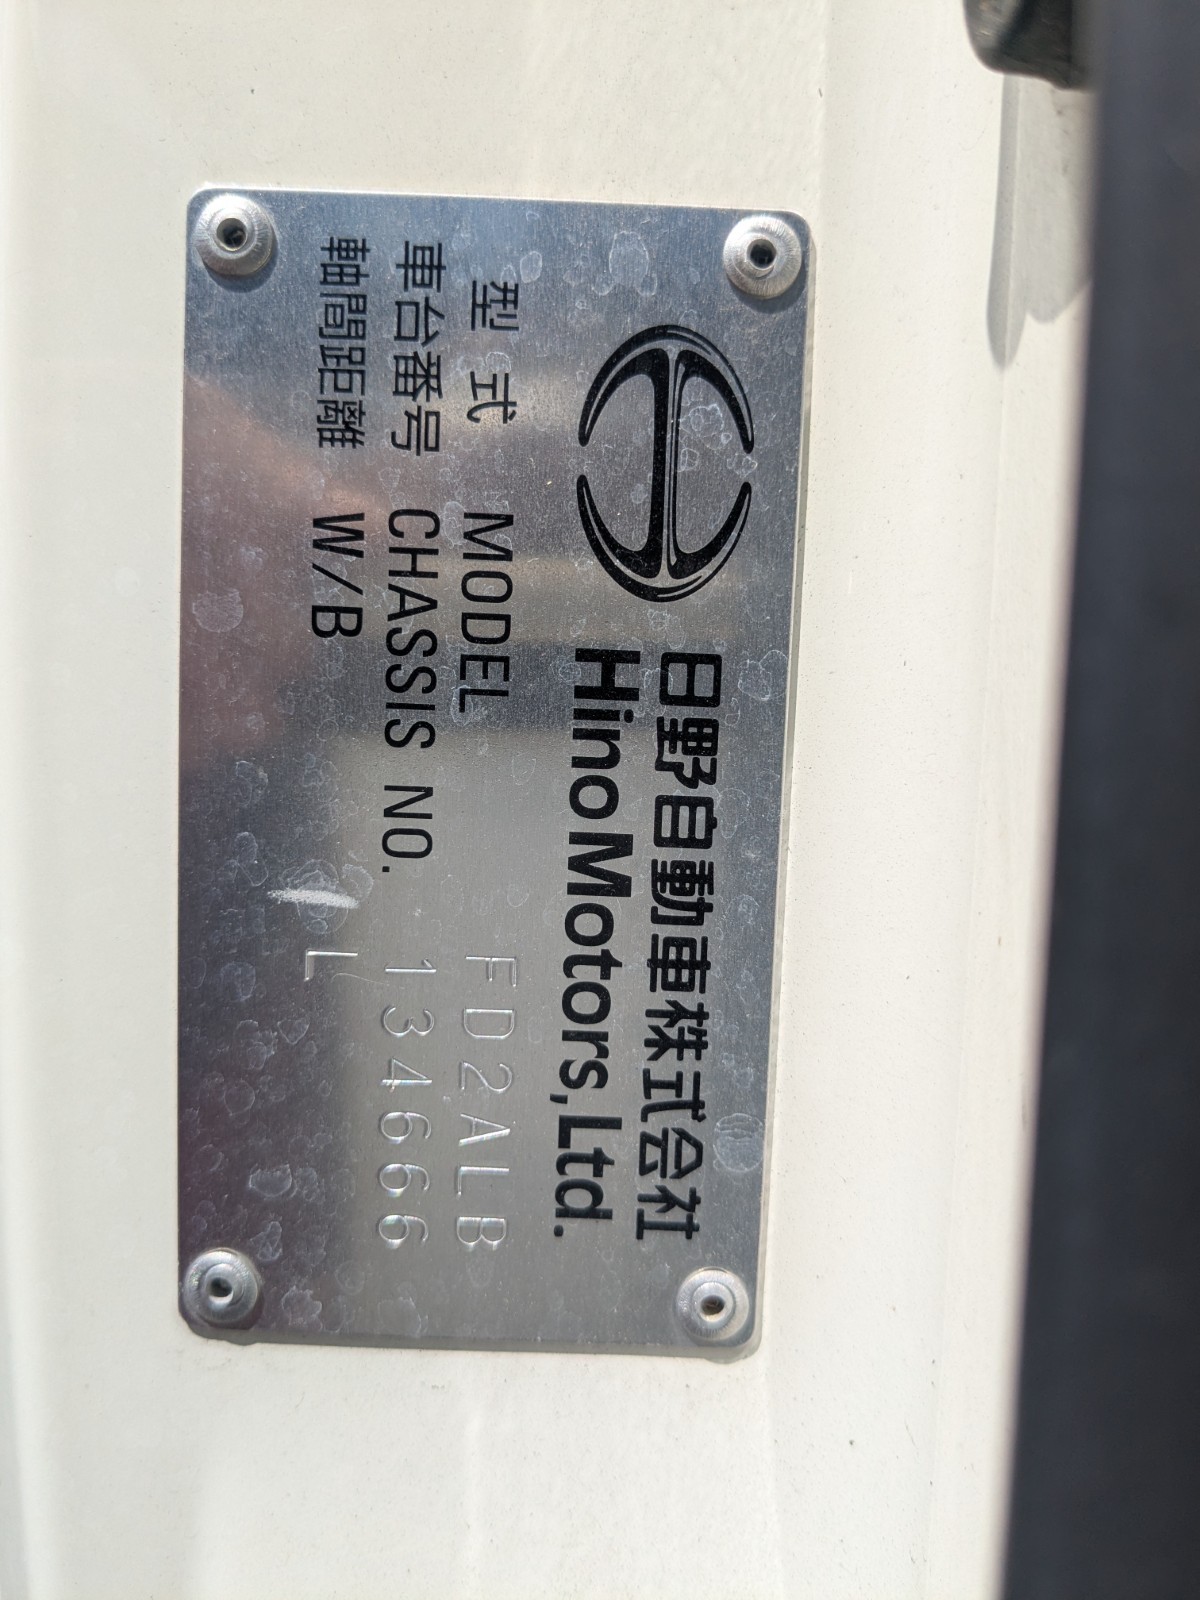 日野自動車株式会社
Hino Motors, Ltd.
型式 MODEL FD2ALB
車台番号 CHASSIS NO. 134666
軸間距離 W/B L